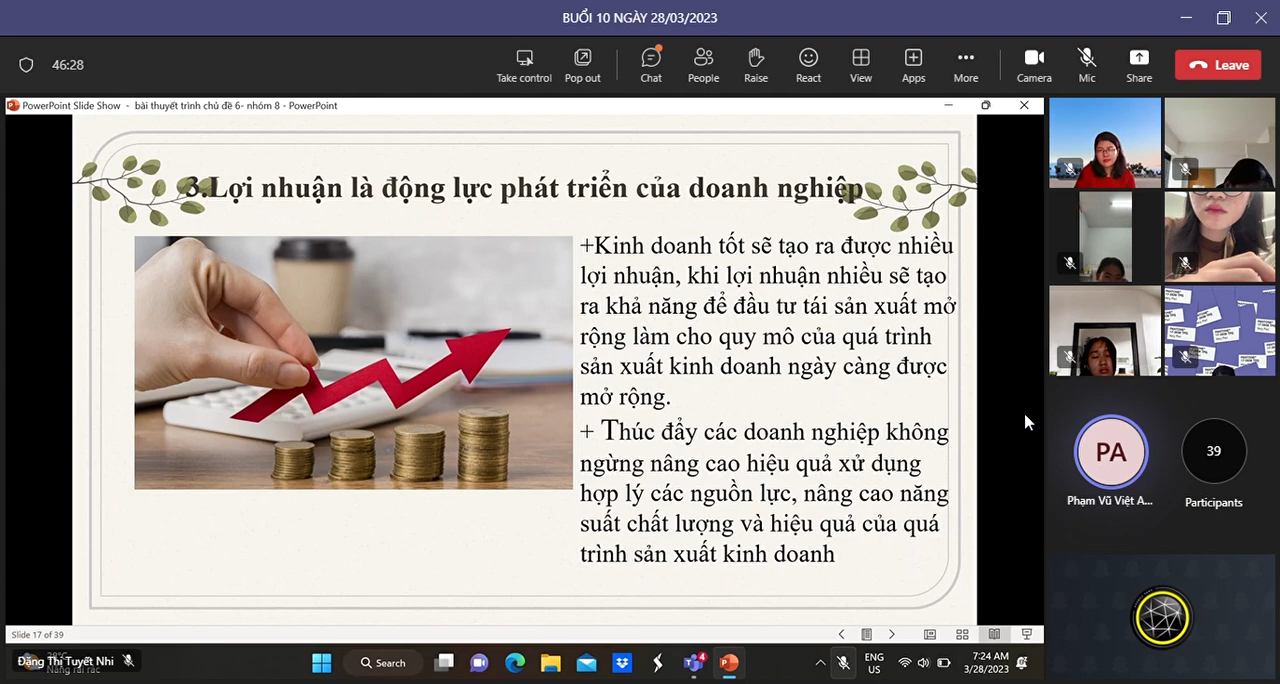 BUỔI 10 NGÀY 28/03/2023
46:28
Take control
Pop out
Chat
People
Raise
React
View
Apps
More
Camera
Mic
Share
Leave
PowerPoint Slide Show - bài thuyết trình chủ đề 6- nhóm 8 - PowerPoint
3.Lợi nhuận là động lực phát triển của doanh nghiệp
+Kinh doanh tốt sẽ tạo ra được nhiều
lợi nhuận, khi lợi nhuận nhiều sẽ tạo
ra khả năng để đầu tư tái sản xuất mở
rộng làm cho quy mô của quá trình
sản xuất kinh doanh ngày càng được
mở rộng.
+ Thúc đẩy các doanh nghiệp không
ngừng nâng cao hiệu quả xử dụng
hợp lý các nguồn lực, nâng cao năng
suất chất lượng và hiệu quả của quá
trình sản xuất kinh doanh
PA
Phạm Vũ Việt A...
39
Participants
Slide 17 of 39
Đặng Thị Tuyết Nhi
28°C
Nắng rải rác
Search
4
ENG
US
7:24 AM
3/28/2023